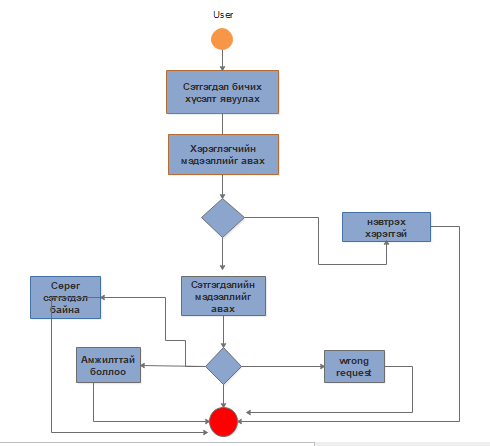 User
Сэтгэгдэл бичих
хүсэлт явуулах
Хэрэглэгчийн
мэдээллийг авах
нэвтрэх
хэрэгтэй
Сэтгэгдэлийн
мэдээллийг
авах
Сөрөг
сэтгэгдэл
байна
Амжилттай
боллоо
wrong
request